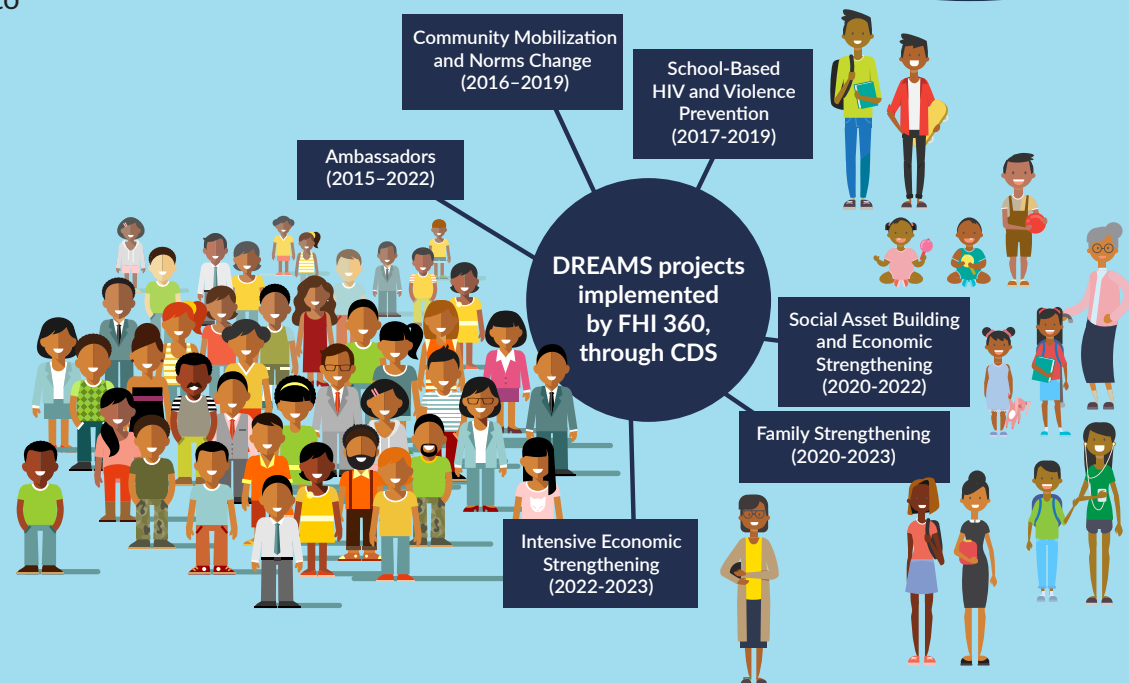 to
Community Mobilization
and Norms Change
(2016–2019)
School-Based
HIV and Violence
Prevention
(2017-2019)
Ambassadors
(2015–2022)
DREAMS projects
implemented
by FHI 360,
through CDS
Social Asset Building
and Economic
Strengthening
(2020-2022)
Family Strengthening
(2020-2023)
Intensive Economic
Strengthening
(2022-2023)